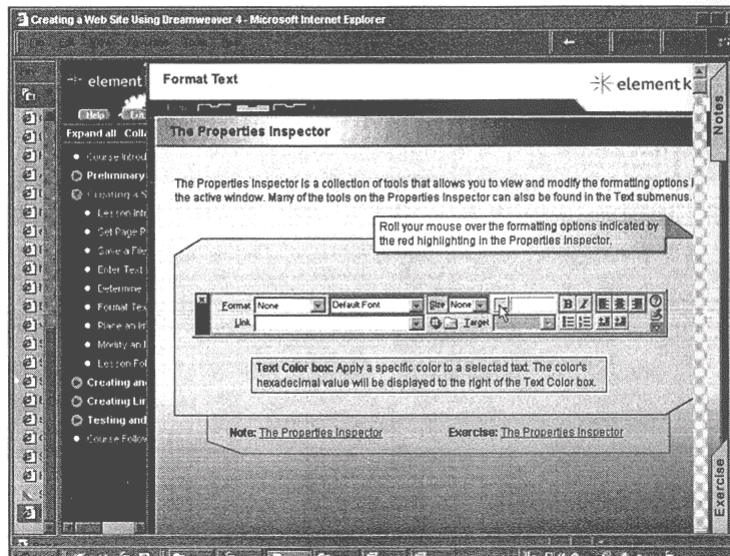 Creating a Web Site Using Dreamweaver 4 - Microsoft Internet Explorer
element k
Help
Expand all Colla
Course Introd
Preliminary
Creating a S
Lesson Intr
Set Page P
Save a File
Enter Text
Determine
Format Tex
Place an Im
Modify an I
Lesson Fol
Creating an
Creating Lin
Testing and
Course Follow
Format Text
element k
The Properties Inspector
The Properties Inspector is a collection of tools that allows you to view and modify the formatting options
the active window. Many of the tools on the Properties Inspector can also be found in the Text submenus.
Roll your mouse over the formatting options indicated by
the red highlighting in the Properties Inspector.
Format None Default Font Size None B I
Link Target
Text Color box: Apply a specific color to a selected text. The color's
hexadecimal value will be displayed to the right of the Text Color box.
Note: The Properties Inspector Exercise: The Properties Inspector
Notes
Exercise